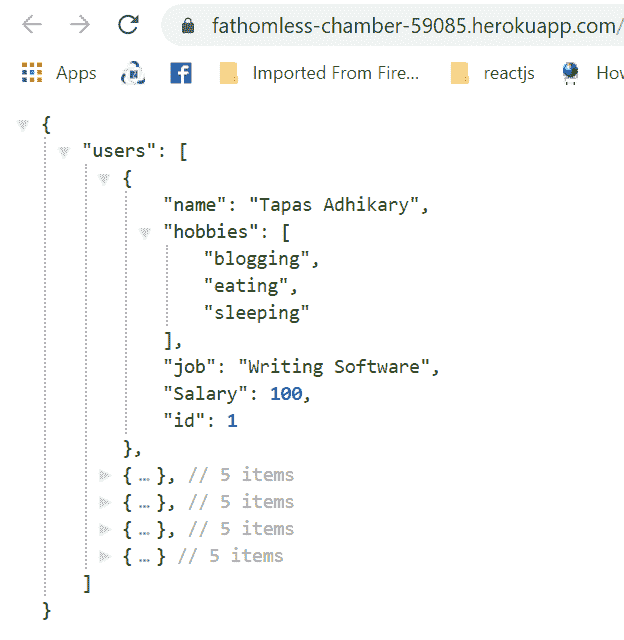 fathomless-chamber-59085.herokuapp.com/
Apps Imported From Fire... reactjs How
{
"users": [
{
"name": "Tapas Adhikary",
"hobbies": [
"blogging",
"eating",
"sleeping"
],
"job": "Writing Software",
"Salary": 100,
"id": 1
},
{ … }, // 5 items
{ … }, // 5 items
{ … }, // 5 items
{ … } // 5 items
]
}